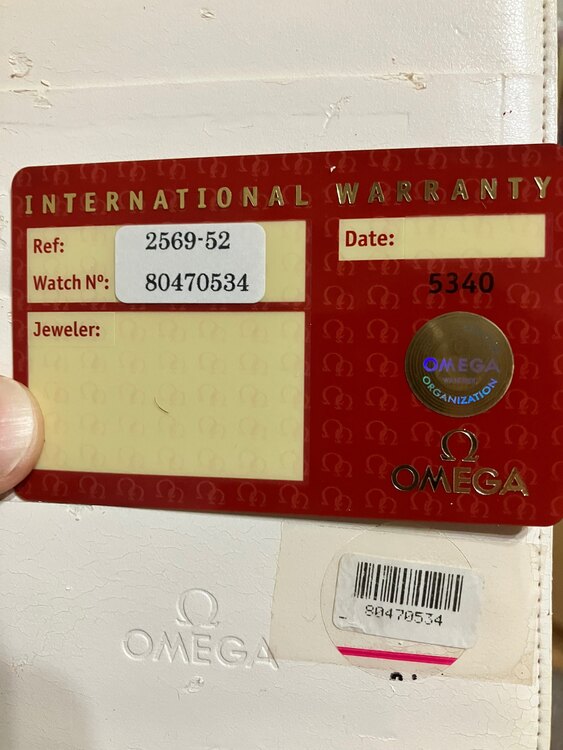 INTERNATIONAL WARRANTY
Ref: 2569-52
Watch Nº: 80470534
Date:
5340
Jeweler:
OMEGA
ORGANIZATION
Ω
OMEGA
80470534
Ω
OMEGA